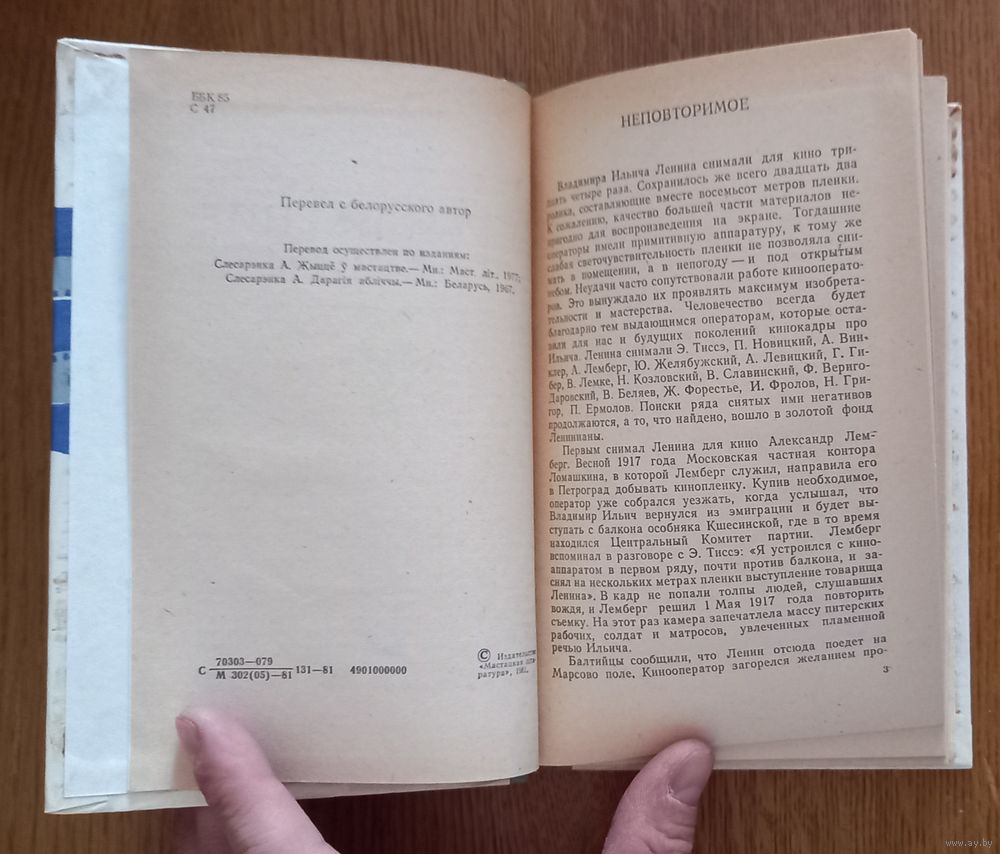 ББК 85
С 47
Перевел с белорусского автор
Перевод осуществлен по изданиям:
Слесарэнка А. Жыццё ў мастацтве.— Мн.: Маст. літ., 1977;
Слесарэнка А. Дарагія аблічча.— Мн.: Беларусь, 1967.
С 70303—079
М 302(05)—81 131—81 4901000000
© Издательство
«Мастацкая літа-
ратура», 1981.
НЕПОВТОРИМОЕ
Владимира Ильича Ленина снимали для кино три-
дцать четыре раза. Сохранилось же всего двадцать два
ролика, составляющие вместе восемьсот метров пленки.
К сожалению, качество большей части материалов не-
пригодно для воспроизведения на экране. Тогдашние
операторы имели примитивную аппаратуру, к тому же
слабая светочувствительность пленки не позволяла сни-
мать в помещении, а в непогоду — и под открытым
небом. Неудачи часто сопутствовали работе кинооперато-
ров. Это вынуждало их проявлять максимум изобрета-
тельности и мастерства. Человечество всегда будет
благодарно тем выдающимся операторам, которые оста-
вили для нас и будущих поколений кинокадры про
Ильича. Ленина снимали Э. Тиссэ, П. Новицкий, А. Вин-
клер, А. Лемберг, Ю. Желябужский, А. Левицкий, Г. Ги-
бер, В. Лемке, Н. Козловский, В. Славинский, Ф. Вериго-
Даровский, В. Беляев, Ж. Форестье, И. Фролов, Н. Гри-
гор, П. Ермолов. Поиски ряда снятых ими негативов
продолжаются, а то, что найдено, вошло в золотой фонд
Ленинианы.
Первым снимал Ленина для кино Александр Лем-
берг. Весной 1917 года Московская частная контора
Ломашкина, в которой Лемберг служил, направила его
в Петроград добывать кинопленку. Купив необходимое,
оператор уже собрался уезжать, когда услышал, что
Владимир Ильич вернулся из эмиграции и будет вы-
ступать с балкона особняка Кшесинской, где в то время
находился Центральный Комитет партии. Лемберг
вспоминал в разговоре с Э. Тиссэ: «Я устроился с кино-
аппаратом в первом ряду, почти против балкона, и за-
снял на нескольких метрах пленки выступление товарища
Ленина». В кадр не попали толпы людей, слушавших
вождя, и Лемберг решил 1 Мая 1917 года повторить
съемку. На этот раз камера запечатлела массу питерских
рабочих, солдат и матросов, увлеченных пламенной
речью Ильича.
Балтийцы сообщили, что Ленин отсюда поедет на
Марсово поле. Кинооператор загорелся желанием про-
3
www.ay.by